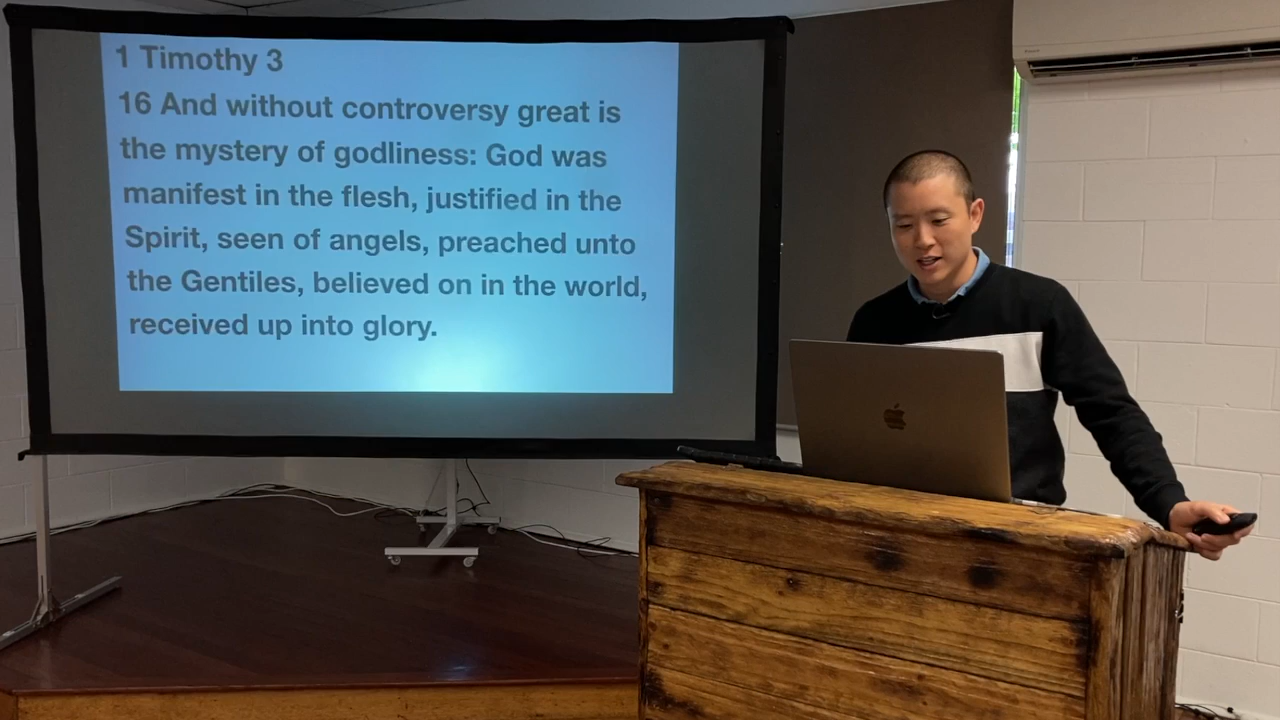 1 Timothy 3
16 And without controversy great is
the mystery of godliness: God was
manifest in the flesh, justified in the
Spirit, seen of angels, preached unto
the Gentiles, believed on in the world,
received up into glory.